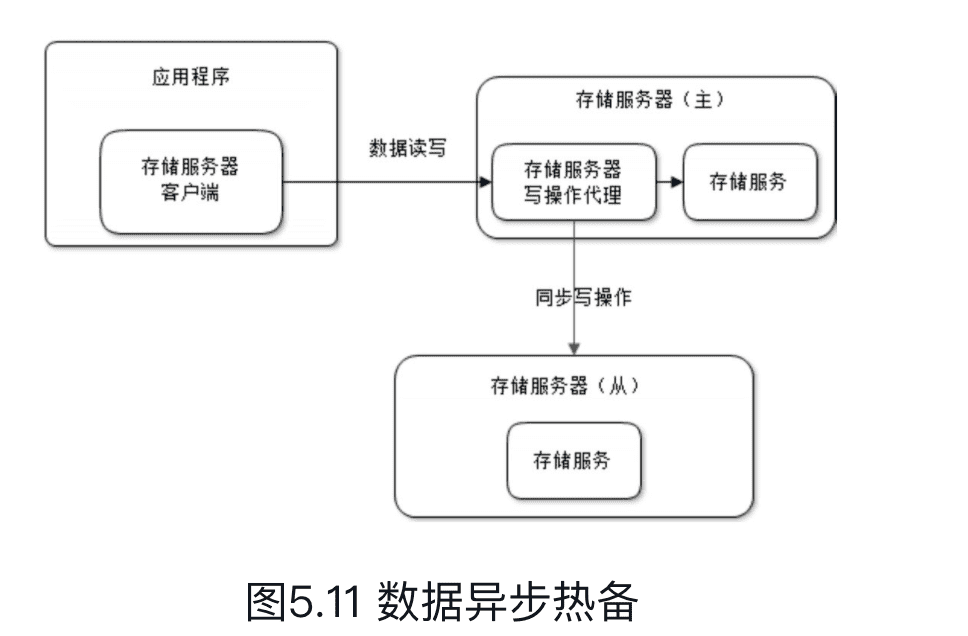 应用程序
存储服务器
客户端
数据读写
存储服务器（主）
存储服务器
写操作代理
存储服务
同步写操作
存储服务器（从）
存储服务
图5.11 数据异步热备